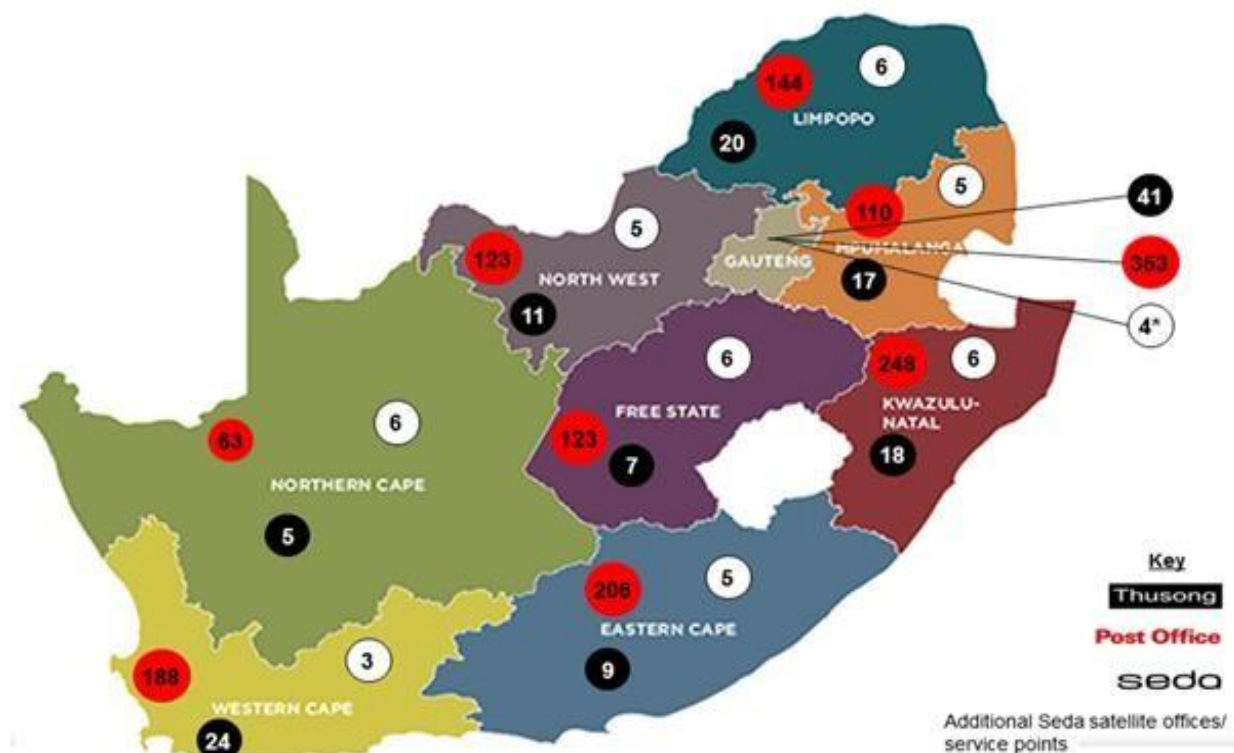 6
144
LIMPOPO
20
5
41
5
110
123
MPUMALANGA
GAUTENG
363
NORTH WEST
17
11
4*
6
248
6
KWAZULU-
NATAL
FREE STATE
6
63
123
18
7
NORTHERN CAPE
5
Key
Thusong
206
5
Post Office
EASTERN CAPE
3
9
188
seda
WESTERN CAPE
24
Additional Seda satellite offices/
service points